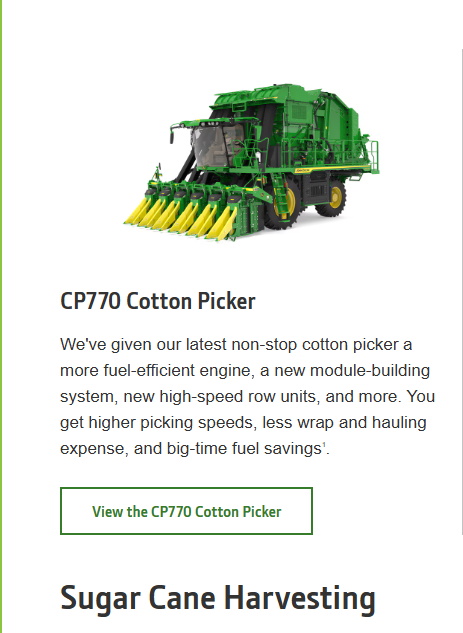 CP770 Cotton Picker
We've given our latest non-stop cotton picker a
more fuel-efficient engine, a new module-building
system, new high-speed row units, and more. You
get higher picking speeds, less wrap and hauling
expense, and big-time fuel savings¹.
View the CP770 Cotton Picker
Sugar Cane Harvesting